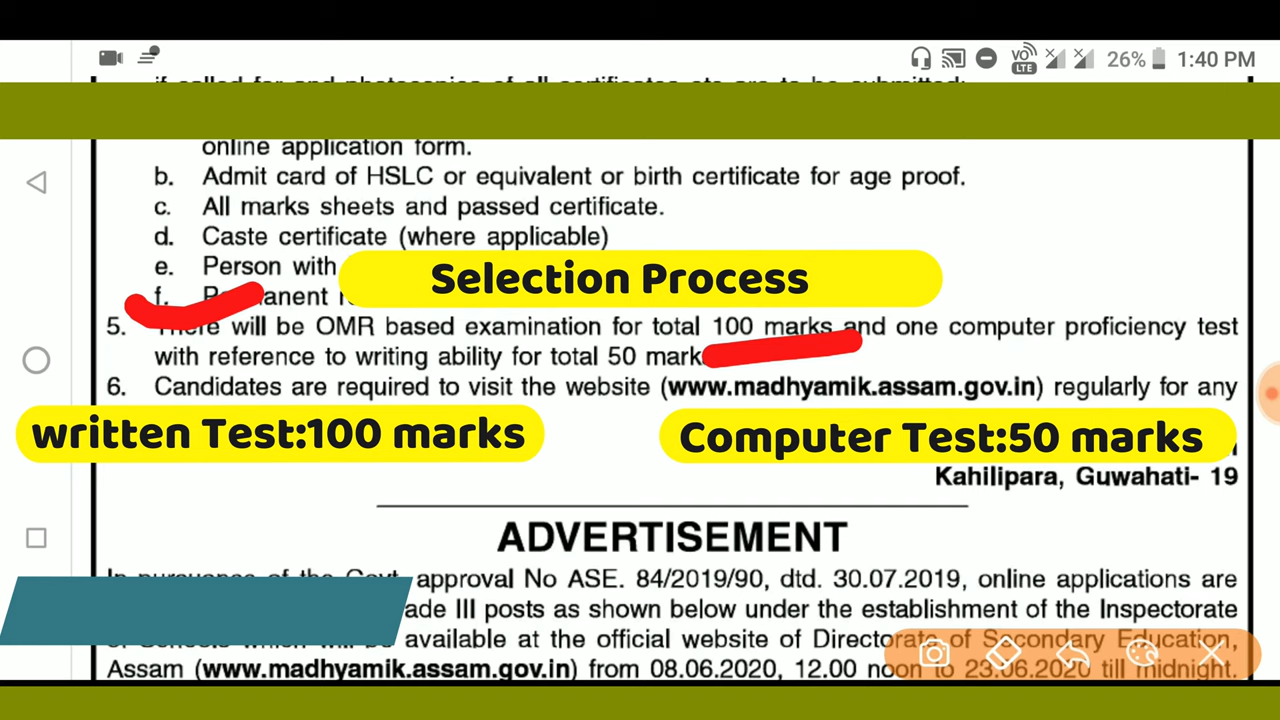 VO LTE 26% 1:40 PM
online application form.
b. Admit card of HSLC or equivalent or birth certificate for age proof.
c. All marks sheets and passed certificate.
d. Caste certificate (where applicable)
e. Person with
Selection Process
f.
5. There will be OMR based examination for total 100 marks and one computer proficiency test
with reference to writing ability for total 50
6. Candidates are required to visit the website (www.madhyamik.assam.gov.in) regularly for any
written Test:100 marks Computer Test:50 marks
Kahilipara, Guwahati- 19
ADVERTISEMENT
approval No ASE. 84/2019/90, dtd. 30.07.2019, online applications are
III posts as shown below under the establishment of the Inspectorate
available at the official website of Directorate of Secondary Education,
Assam (www.madhyamik.assam.gov.in) from 08.06.2020, 12.00 noon to 23.06.2020 till midnight.